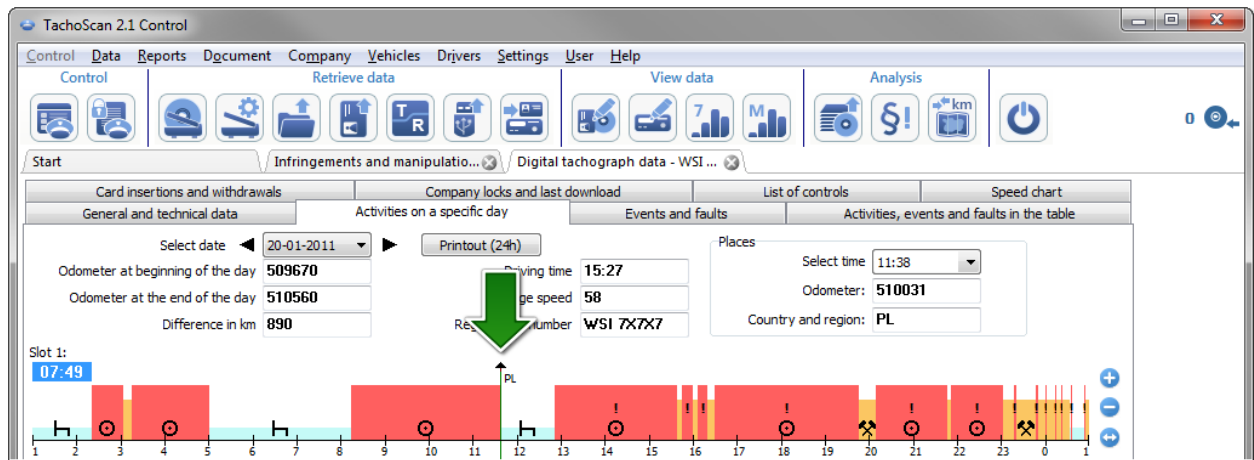 TachoScan 2.1 Control
Control Data Reports Document Company Vehicles Drivers Settings User Help
Control Retrieve data View data Analysis
T R 7 M §! km 0
Start Infringements and manipulatio... Digital tachograph data - WSI ...
Card insertions and withdrawals Company locks and last download List of controls Speed chart
General and technical data Activities on a specific day Events and faults Activities, events and faults in the table
Select date 20-01-2011 Printout (24h) Places
Select time 11:38
Odometer at beginning of the day 509670 Driving time 15:27
Odometer: 510031
Odometer at the end of the day 510560 speed 58
Country and region: PL
Difference in km 890 number WSI 7X7X7
Slot 1:
07:49
PL
! ! ! ! ! ! ! ! ! ! ! ! !
1 2 3 4 5 6 7 8 9 10 11 12 13 14 15 16 17 18 19 20 21 22 23 0 1